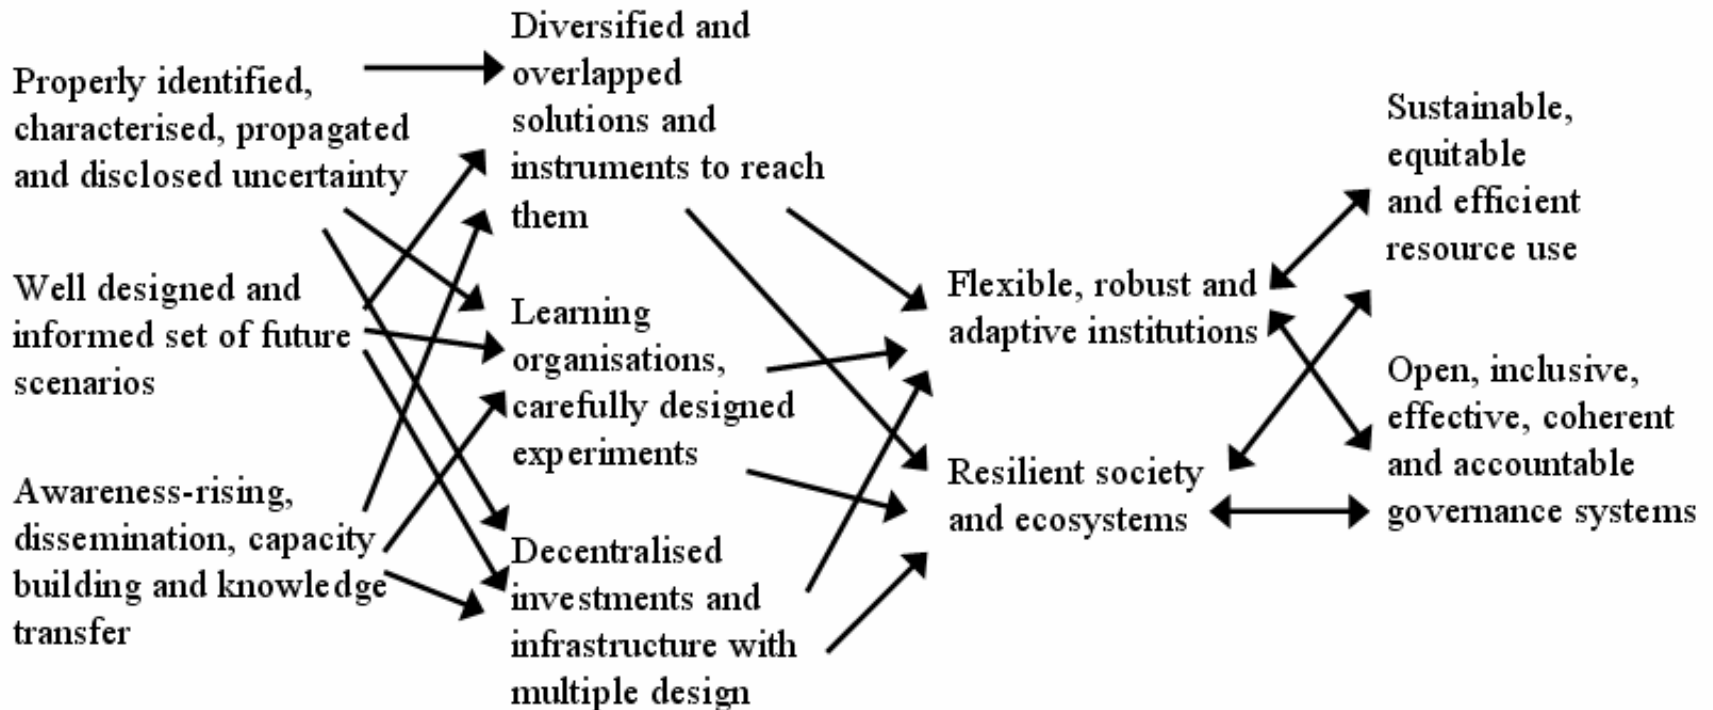 Properly identified,
characterised, propagated
and disclosed uncertainty
Well designed and
informed set of future
scenarios
Awareness-rising,
dissemination, capacity
building and knowledge
transfer
Diversified and
overlapped
solutions and
instruments to reach
them
Learning
organisations,
carefully designed
experiments
Decentralised
investments and
infrastructure with
multiple design
Flexible, robust and
adaptive institutions
Resilient society
and ecosystems
Sustainable,
equitable
and efficient
resource use
Open, inclusive,
effective, coherent
and accountable
governance systems